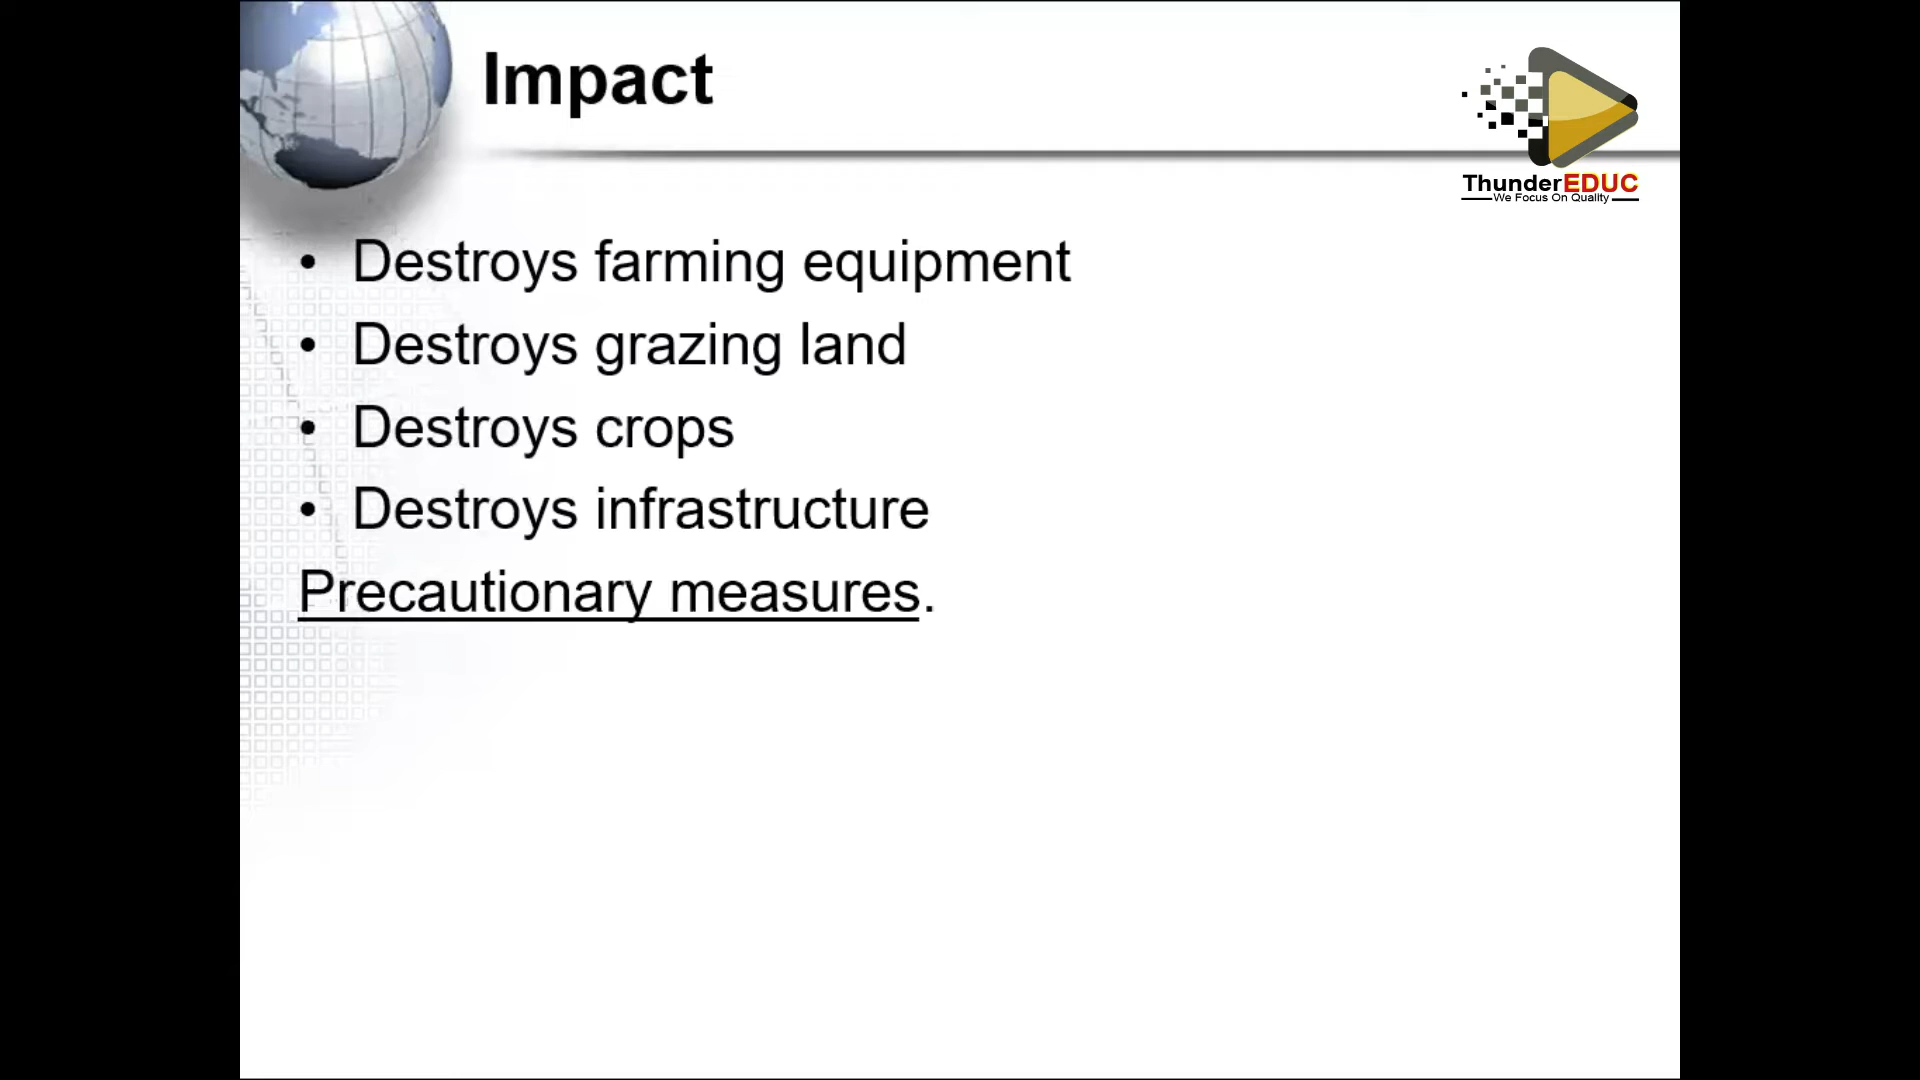 Impact
ThunderEDUC
We Focus On Quality
• Destroys farming equipment
• Destroys grazing land
• Destroys crops
• Destroys infrastructure
Precautionary measures.